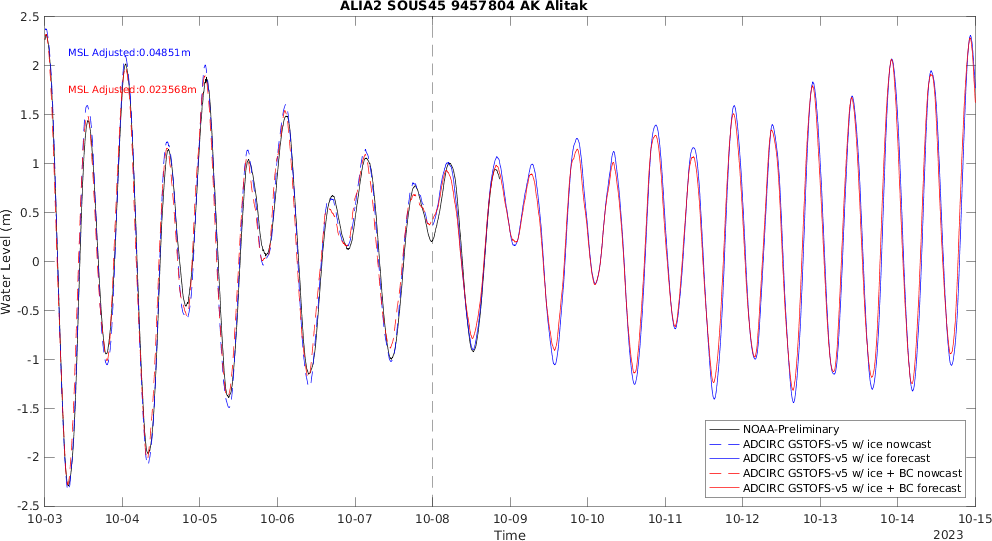 ALIA2 SOUS45 9457804 AK Alitak
2.5
2
1.5
1
0.5
0
-0.5
-1
-1.5
-2
-2.5
Water Level (m)
MSL Adjusted:0.04851m
MSL Adjusted:0.023568m
NOAA-Preliminary
ADCIRC GSTOFS-v5 w/ ice nowcast
ADCIRC GSTOFS-v5 w/ ice forecast
ADCIRC GSTOFS-v5 w/ ice + BC nowcast
ADCIRC GSTOFS-v5 w/ ice + BC forecast
10-03 10-04 10-05 10-06 10-07 10-08 10-09 10-10 10-11 10-12 10-13 10-14 10-15
Time
2023